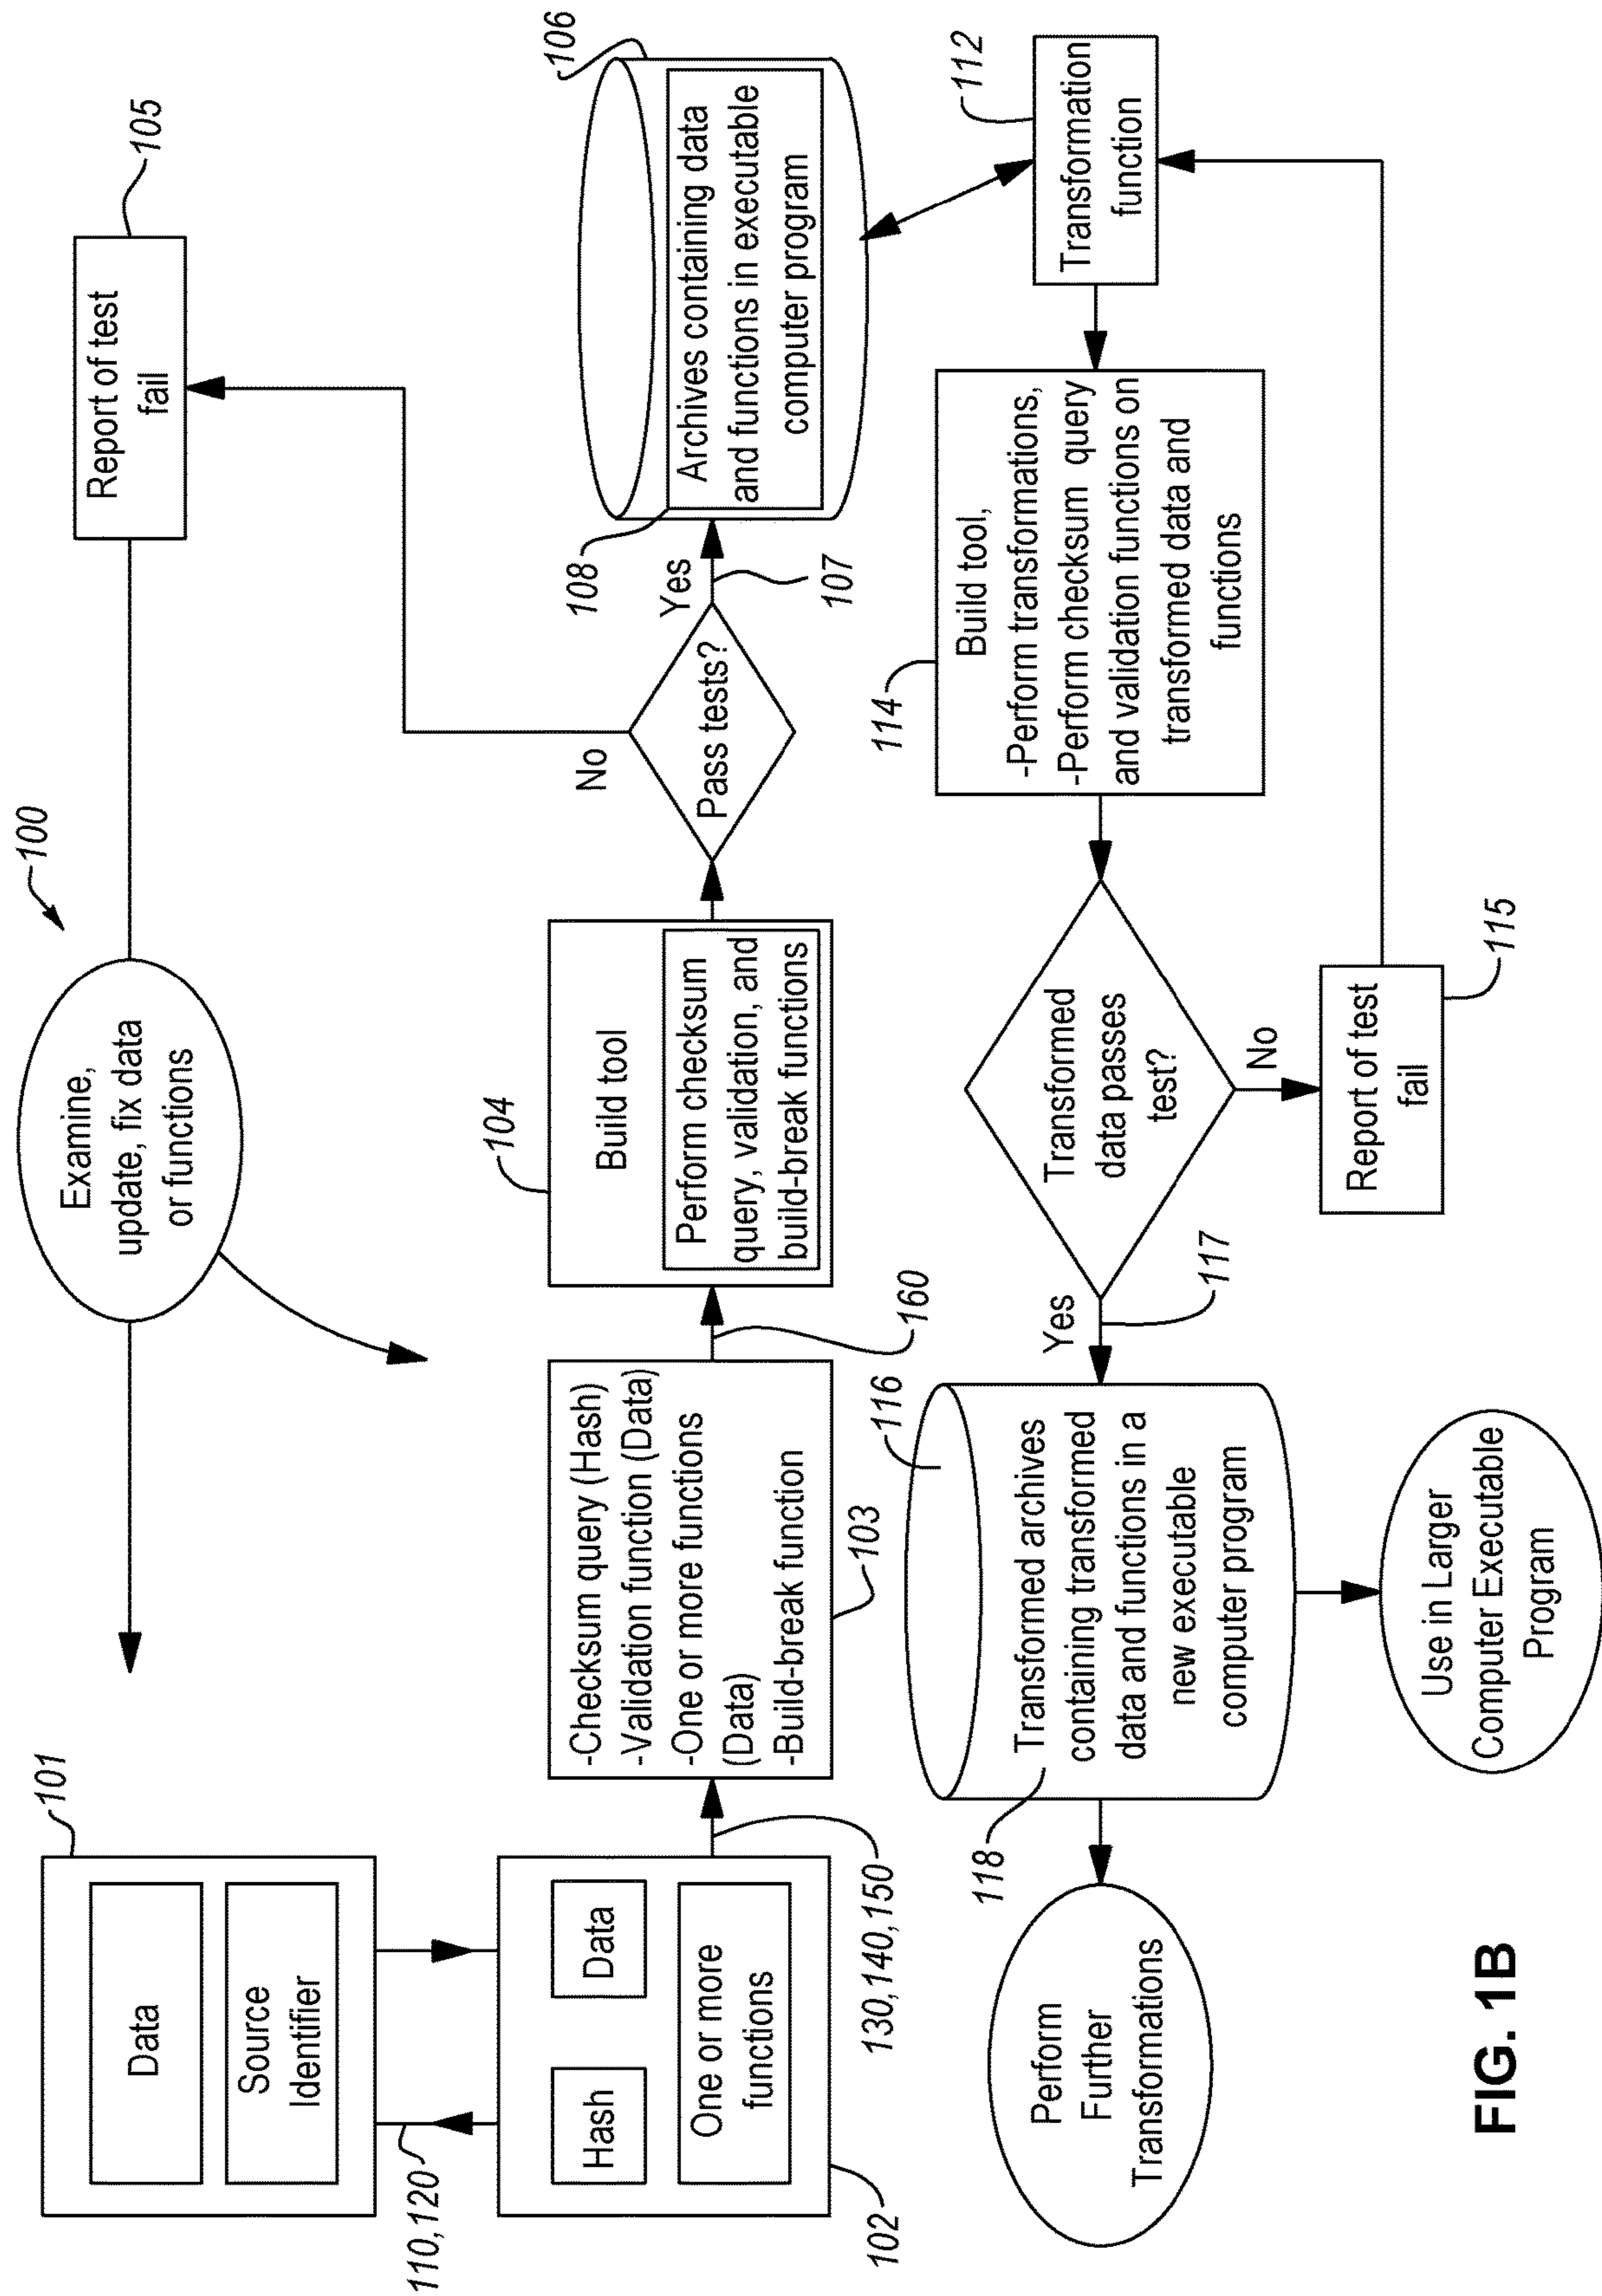 100
Examine,
update, fix data
or functions
Report of test
fail
105
101
Data
Source
Identifier
110,120
Hash
Data
One or more
functions
102
130,140,150
-Checksum query (Hash)
-Validation function (Data)
-One or more functions
(Data)
-Build-break function
103
160
104
Build tool
Perform checksum
query, validation, and
build-break functions
Pass tests?
No
Yes
107
108
106
Archives containing data
and functions in executable
computer program
112
Transformation
function
114
Build tool,
-Perform transformations,
-Perform checksum query
and validation functions on
transformed data and
functions
Transformed
data passes
test?
No
Report of test
fail
115
Yes
117
116
Transformed archives
containing transformed
data and functions in a
new executable
computer program
118
Perform
Further
Transformations
Use in Larger
Computer Executable
Program
FIG. 1B